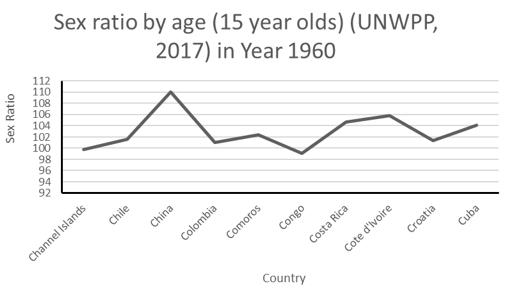 Sex ratio by age (15 year olds) (UNWPP,
2017) in Year 1960
Sex Ratio
112
110
108
106
104
102
100
98
96
94
92
Channel Islands
Chile
China
Colombia
Comoros
Congo
Costa Rica
Cote d'Ivoire
Croatia
Cuba
Country